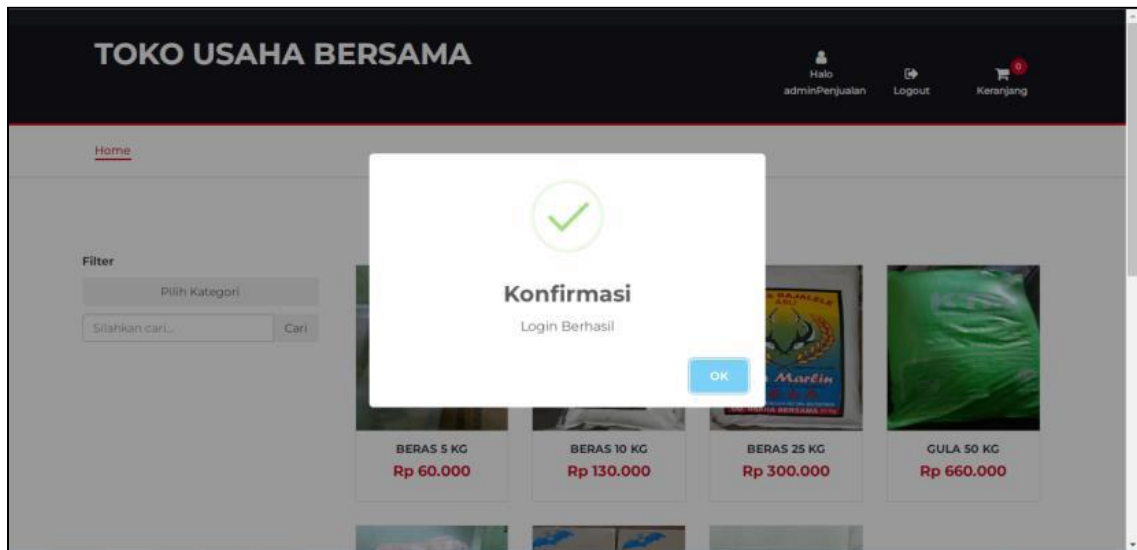 TOKO USAHA BERSAMA
Halo
adminPenjualan
Logout
0
Keranjang
Home
Filter
Pilih Kategori
Silahkan cari...
Cari
Konfirmasi
Login Berhasil
OK
Marlin
BERAS 5 KG
Rp 60.000
BERAS 10 KG
Rp 130.000
BERAS 25 KG
Rp 300.000
GULA 50 KG
Rp 660.000